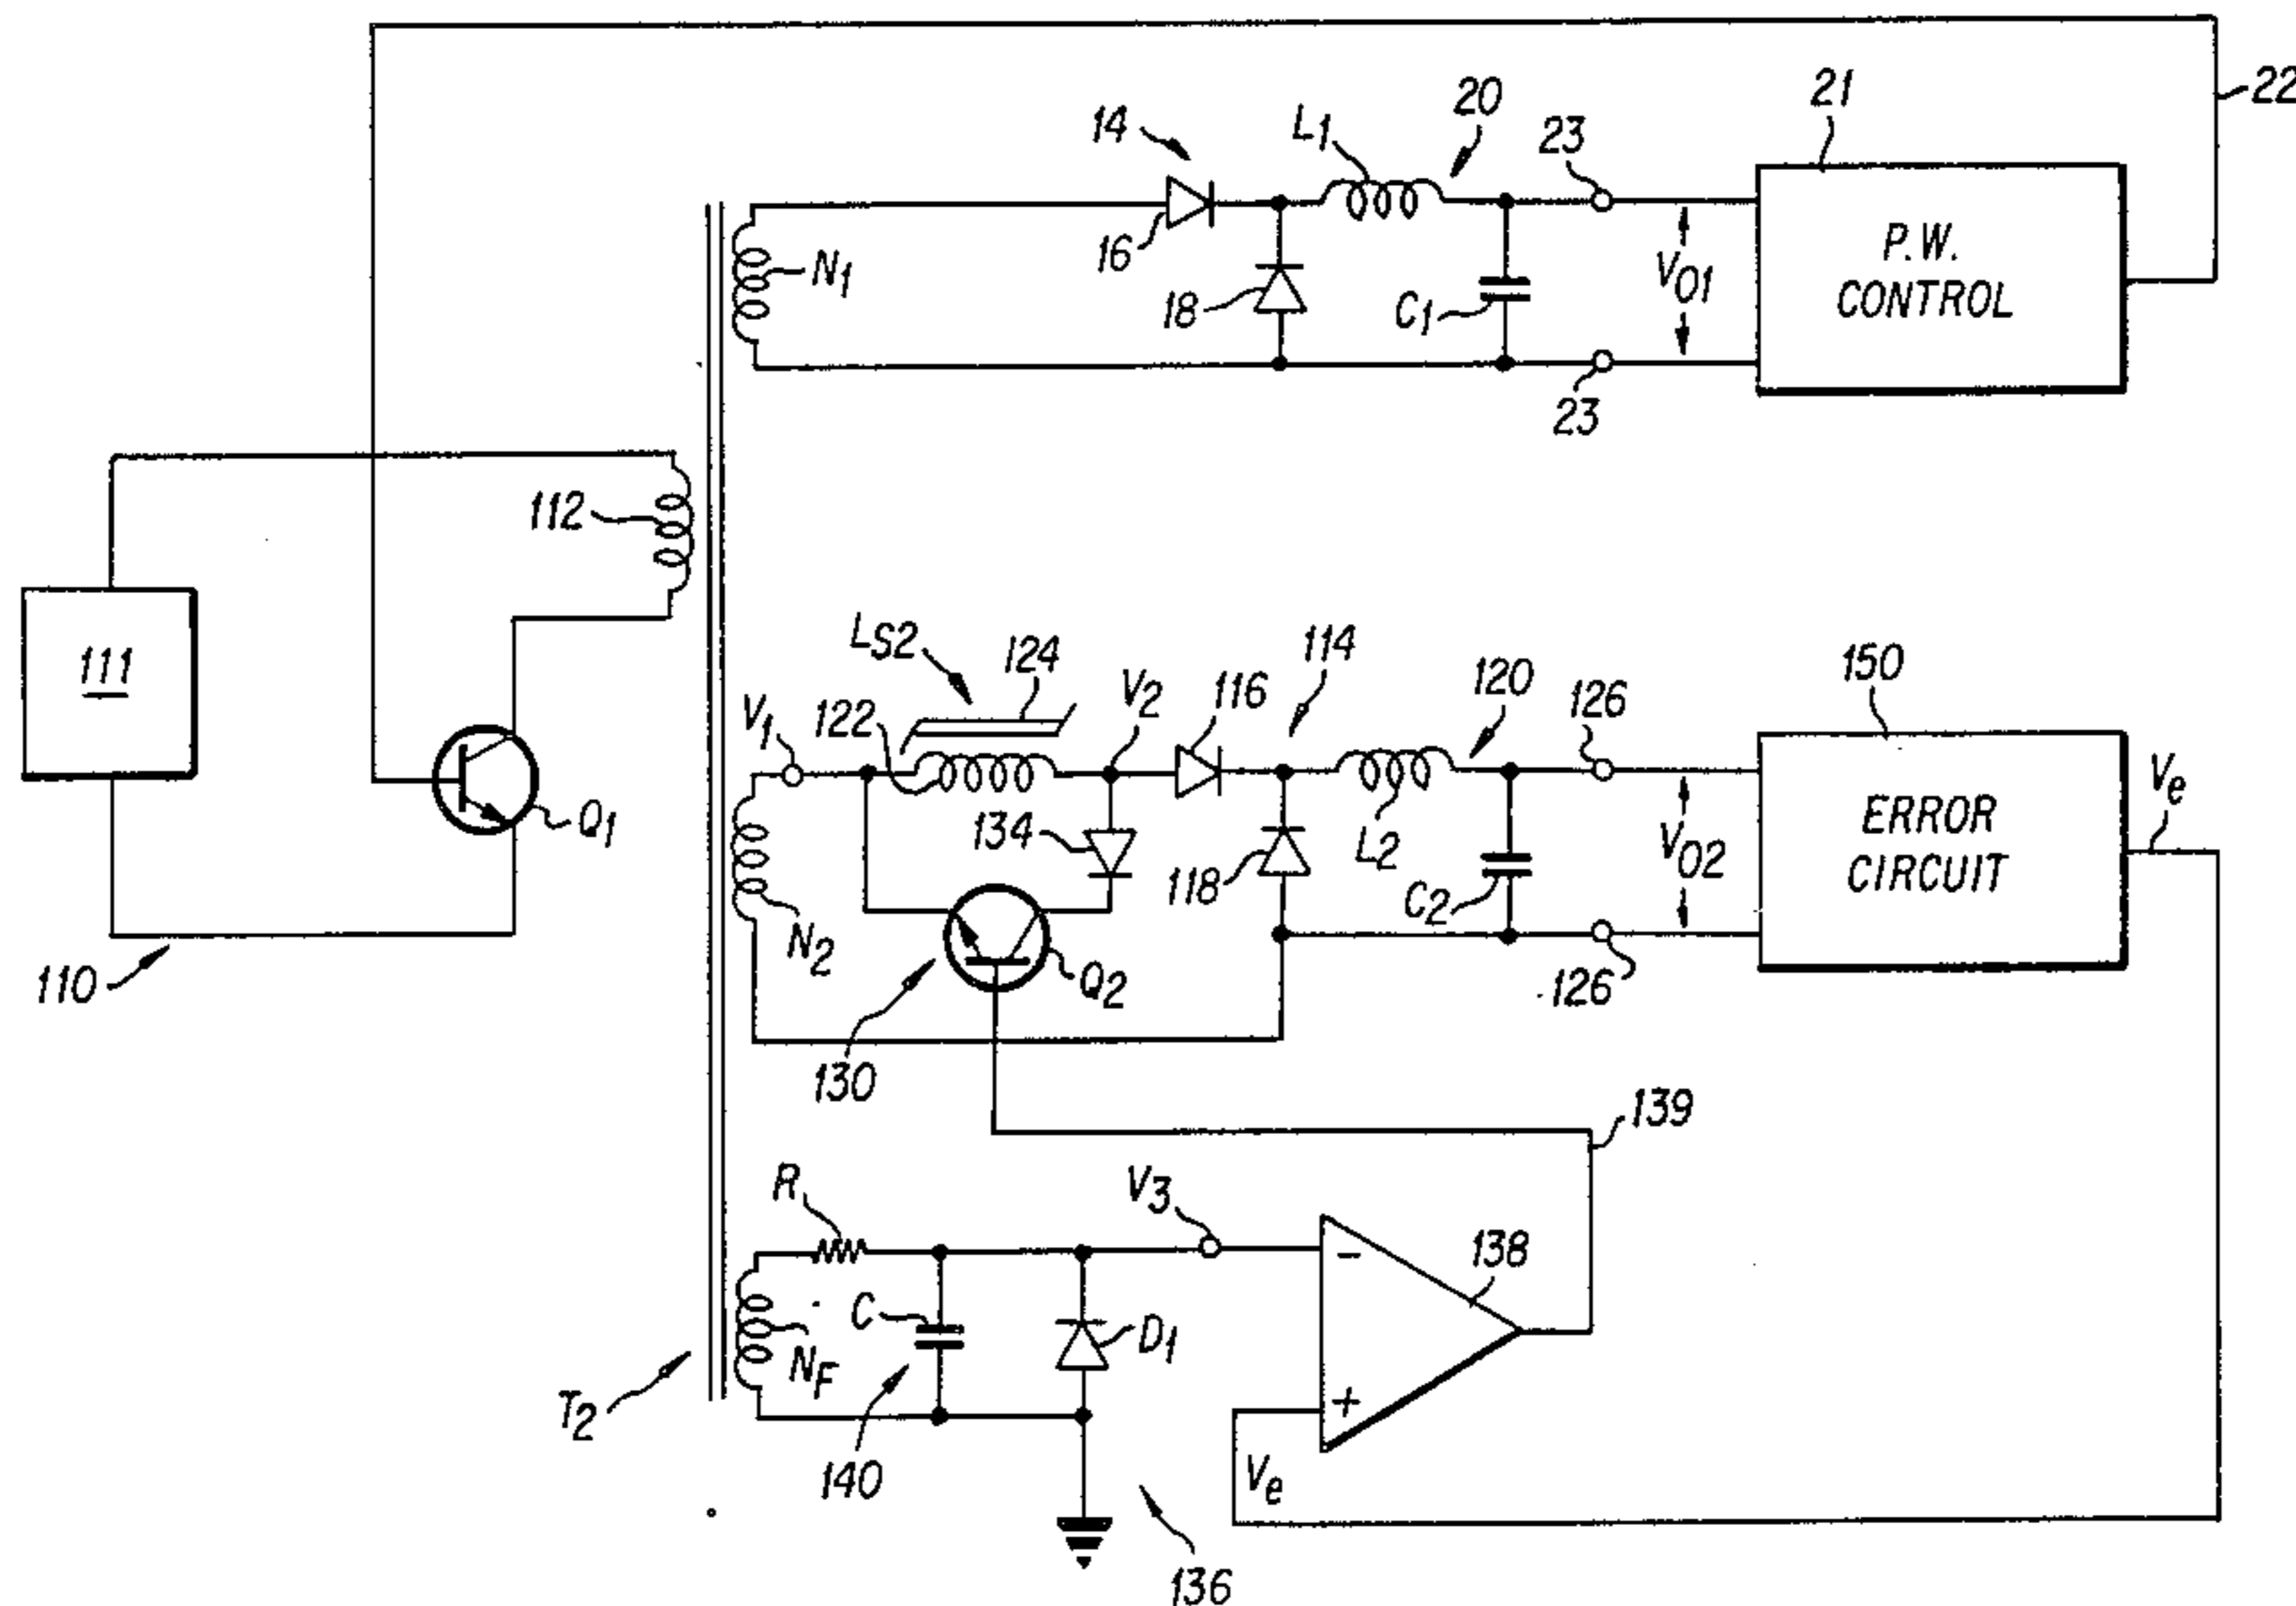 22
21
20
L1
14
23
16
N1
18
C1
VO1
P.W.
CONTROL
23
112
111
LS2
124
114
V2
116
120
126
150
V1
122
Ve
Q1
134
118
L2
VO2
ERROR
CIRCUIT
C2
N2
Q2
110
126
130
139
R
V3
138
C
D1
NF
-
+
T2
140
Ve
136